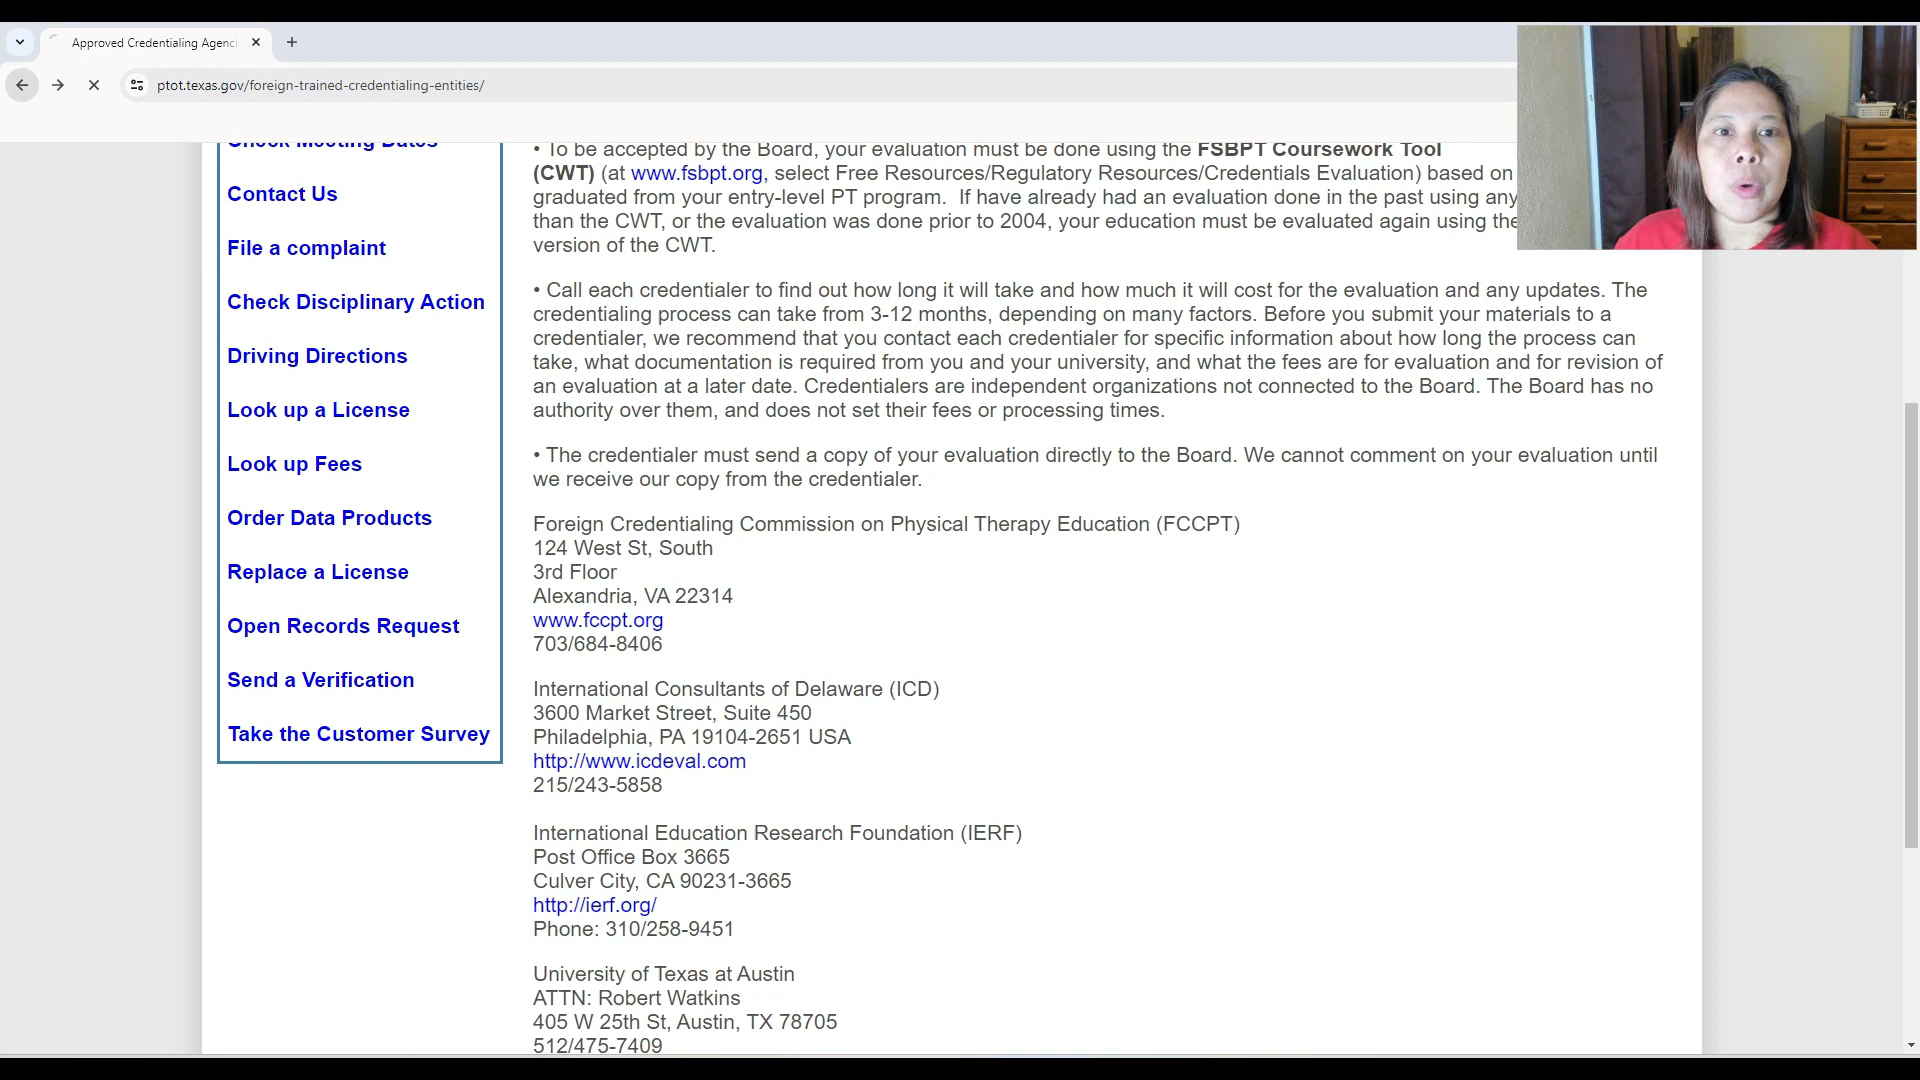 Approved Credentialing Agenci
ptot.texas.gov/foreign-trained-credentialing-entities/
Check Meeting Dates
Contact Us
File a complaint
Check Disciplinary Action
Driving Directions
Look up a License
Look up Fees
Order Data Products
Replace a License
Open Records Request
Send a Verification
Take the Customer Survey
• To be accepted by the Board, your evaluation must be done using the FSBPT Coursework Tool
(CWT) (at www.fsbpt.org, select Free Resources/Regulatory Resources/Credentials Evaluation) based on
graduated from your entry-level PT program. If have already had an evaluation done in the past using any
than the CWT, or the evaluation was done prior to 2004, your education must be evaluated again using the
version of the CWT.
• Call each credentialer to find out how long it will take and how much it will cost for the evaluation and any updates. The
credentialing process can take from 3-12 months, depending on many factors. Before you submit your materials to a
credentialer, we recommend that you contact each credentialer for specific information about how long the process can
take, what documentation is required from you and your university, and what the fees are for evaluation and for revision of
an evaluation at a later date. Credentialers are independent organizations not connected to the Board. The Board has no
authority over them, and does not set their fees or processing times.
• The credentialer must send a copy of your evaluation directly to the Board. We cannot comment on your evaluation until
we receive our copy from the credentialer.
Foreign Credentialing Commission on Physical Therapy Education (FCCPT)
124 West St, South
3rd Floor
Alexandria, VA 22314
www.fccpt.org
703/684-8406
International Consultants of Delaware (ICD)
3600 Market Street, Suite 450
Philadelphia, PA 19104-2651 USA
http://www.icdeval.com
215/243-5858
International Education Research Foundation (IERF)
Post Office Box 3665
Culver City, CA 90231-3665
http://ierf.org/
Phone: 310/258-9451
University of Texas at Austin
ATTN: Robert Watkins
405 W 25th St, Austin, TX 78705
512/475-7409